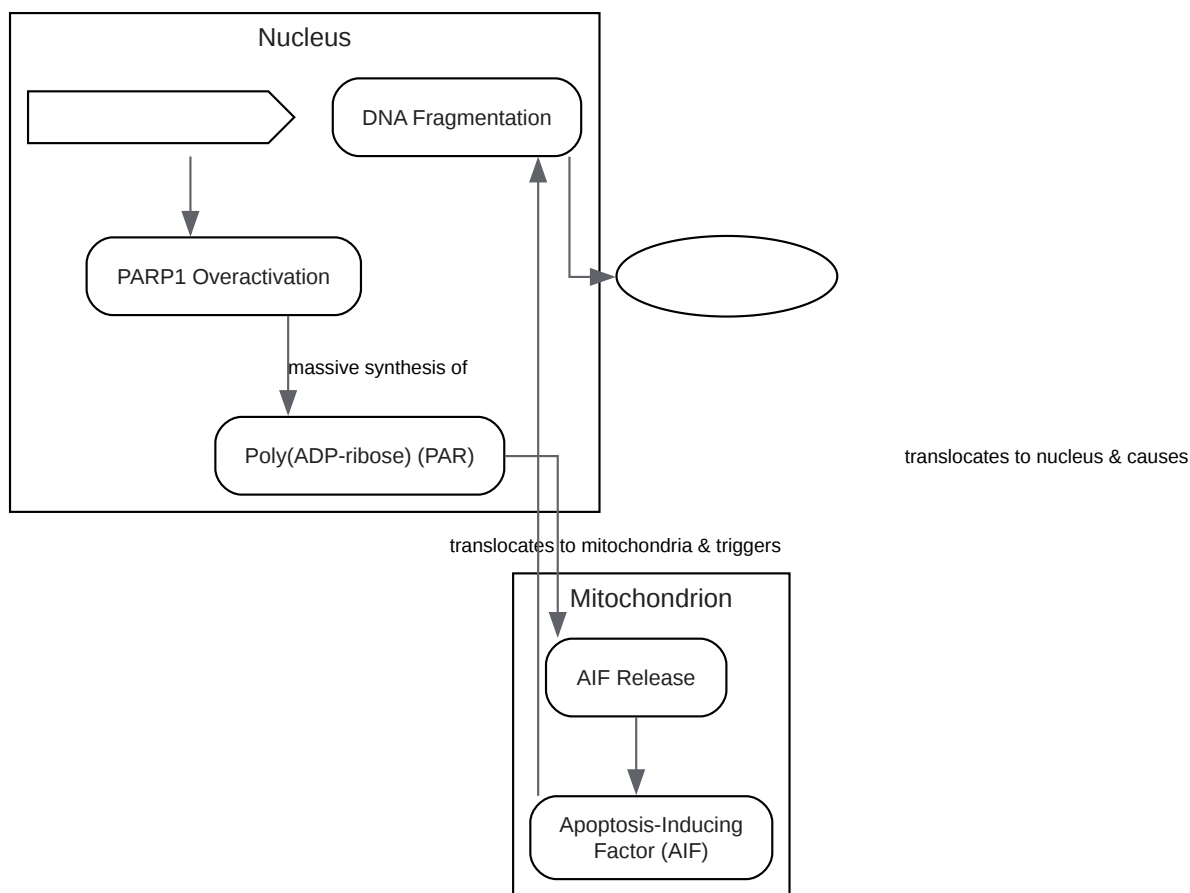 Nucleus
DNA Fragmentation
PARP1 Overactivation
massive synthesis of
Poly(ADP-ribose) (PAR)
translocates to nucleus & causes
translocates to mitochondria & triggers
Mitochondrion
AIF Release
Apoptosis-Inducing
Factor (AIF)